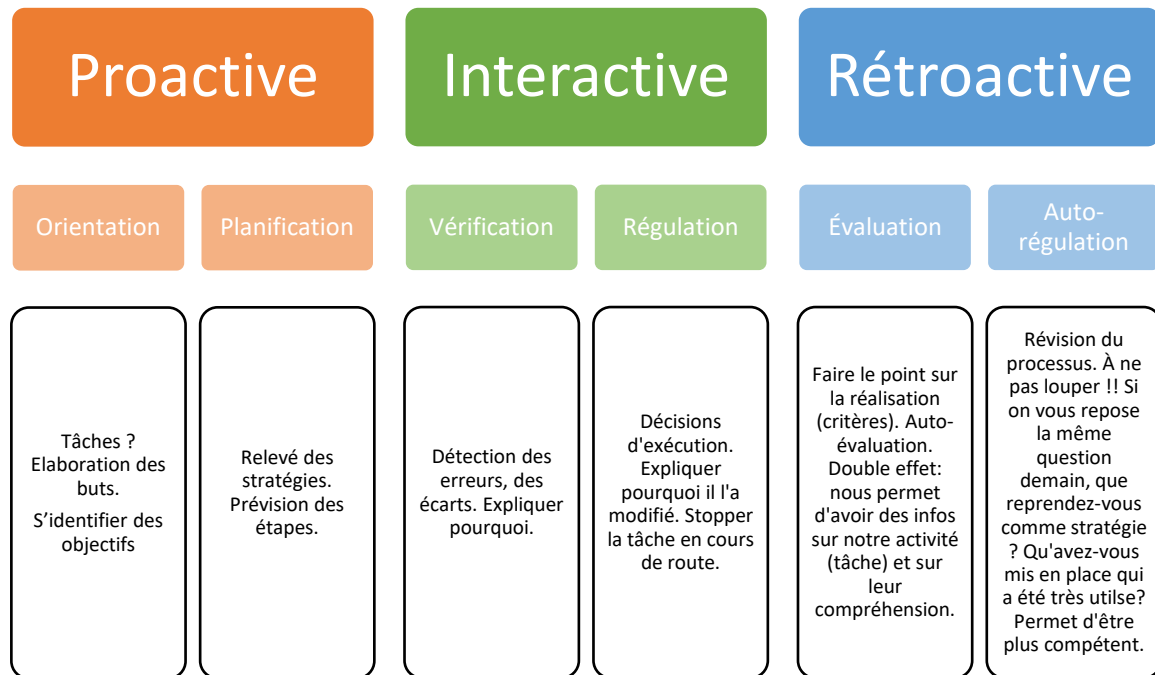 Proactive
Interactive
Rétroactive
Orientation
Planification
Vérification
Régulation
Évaluation
Auto-
régulation
Tâches ?
Elaboration des
buts.
S’identifier des
objectifs
Relevé des
stratégies.
Prévision des
étapes.
Détection des
erreurs, des
écarts. Expliquer
pourquoi.
Décisions
d'exécution.
Expliquer
pourquoi il l'a
modifié. Stopper
la tâche en cours
de route.
Faire le point sur
la réalisation
(critères). Auto-
évaluation.
Double effet:
nous permet
d'avoir des infos
sur notre activité
(tâche) et sur
leur
compréhension.
Révision du
processus. À ne
pas louper !! Si
on vous repose
la même
question
demain, que
reprendez-vous
comme stratégie
? Qu'avez-vous
mis en place qui
a été très utilse?
Permet d'être
plus compétent.